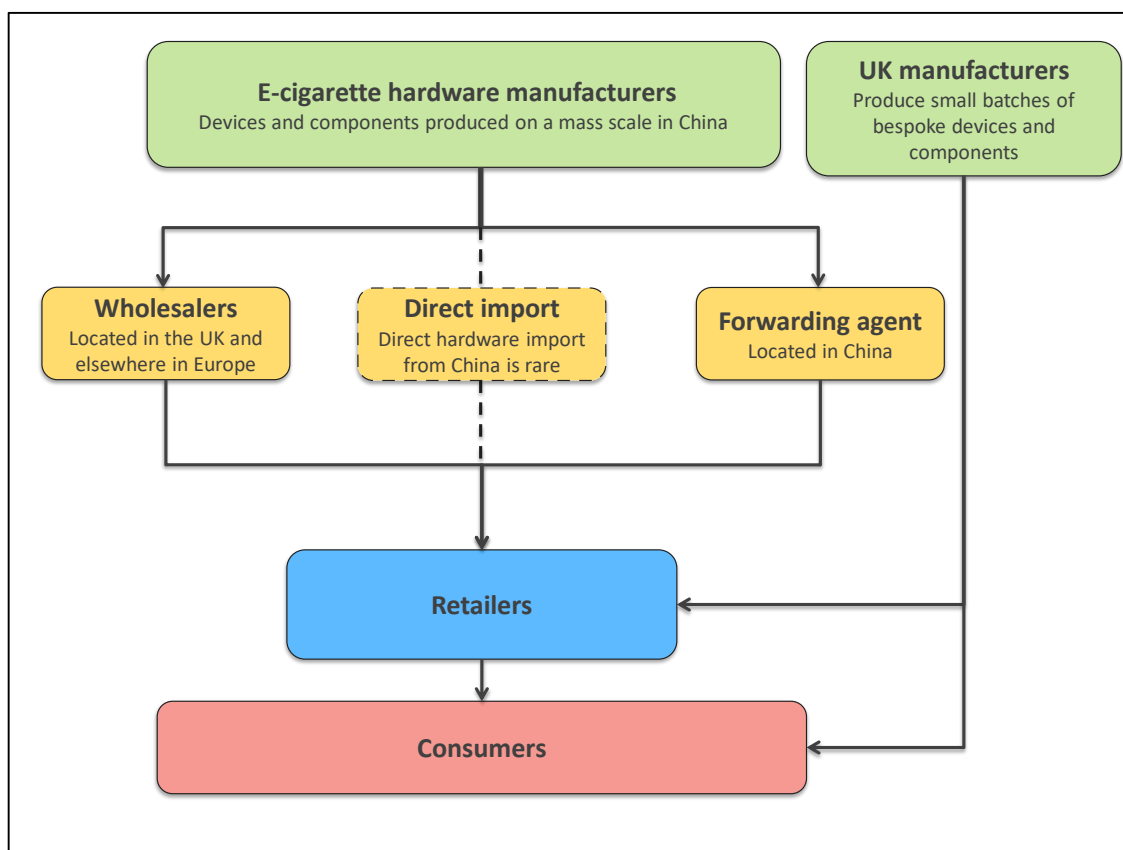 E-cigarette hardware manufacturers
Devices and components produced on a mass scale in China
UK manufacturers
Produce small batches of
bespoke devices and
components
Wholesalers
Located in the UK and
elsewhere in Europe
Direct import
Direct hardware import
from China is rare
Forwarding agent
Located in China
Retailers
Consumers